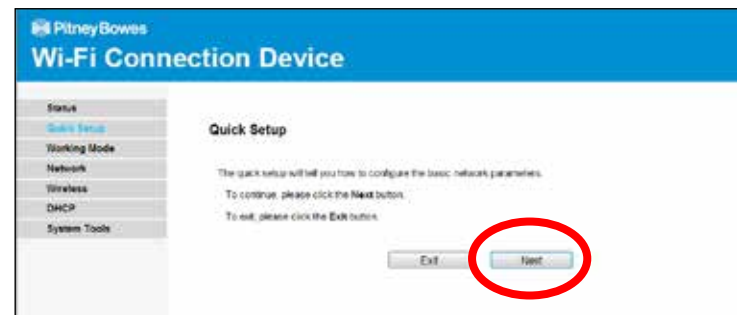 Pitney Bowes
Wi-Fi Connection Device
Status
Quick Setup
Working Mode
Network
Wireless
DHCP
System Tools
Quick Setup
The quick setup will tell you how to configure the basic network parameters.
To continue, please click the Next button.
To exit, please click the Exit button.
Exit
Next